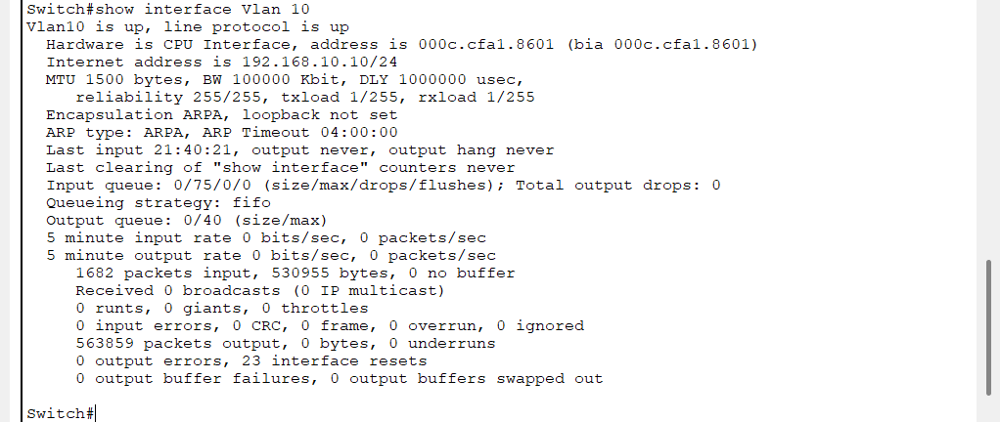 Switch#show interface Vlan 10
Vlan10 is up, line protocol is up
Hardware is CPU Interface, address is 000c.cfa1.8601 (bia 000c.cfa1.8601)
Internet address is 192.168.10.10/24
MTU 1500 bytes, BW 100000 Kbit, DLY 1000000 usec,
reliability 255/255, txload 1/255, rxload 1/255
Encapsulation ARPA, loopback not set
ARP type: ARPA, ARP Timeout 04:00:00
Last input 21:40:21, output never, output hang never
Last clearing of "show interface" counters never
Input queue: 0/75/0/0 (size/max/drops/flushes); Total output drops: 0
Queueing strategy: fifo
Output queue: 0/40 (size/max)
5 minute input rate 0 bits/sec, 0 packets/sec
5 minute output rate 0 bits/sec, 0 packets/sec
1682 packets input, 530955 bytes, 0 no buffer
Received 0 broadcasts (0 IP multicast)
0 runts, 0 giants, 0 throttles
0 input errors, 0 CRC, 0 frame, 0 overrun, 0 ignored
563859 packets output, 0 bytes, 0 underruns
0 output errors, 23 interface resets
0 output buffer failures, 0 output buffers swapped out
Switch#